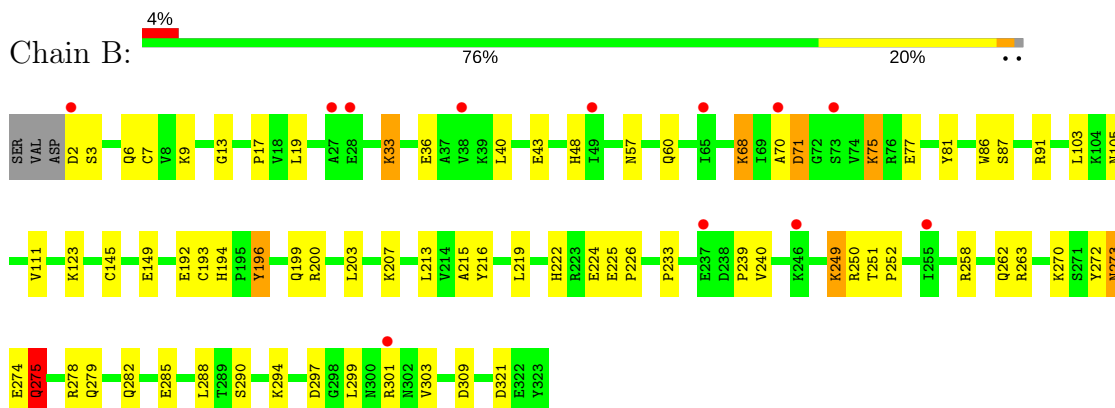 4%
Chain B:
76% 20% • •
SER VAL ASP D2 S3 Q6 C7 V8 K9 G13 P17 V18 L19 A27 E28 K33 E36 A37 V38 K39 L40 E43 H48 I49 N57 Q60 I65 K68 I69 A70 D71 G72 S73 V74 K75 R76 E77 Y81 W86 S87 R91 L103 K104 N105
V111 K123 C145 E149 E192 C193 H194 P195 Y196 Q199 R200 L203 K207 L213 V214 A215 Y216 L219 H222 R223 E224 E225 P226 P233 E237 D238 P239 V240 K246 K249 R250 T251 P252 I255 R258 Q262 R263 K270 S271 Y272 N273
E274 Q275 R278 Q279 Q282 E285 L288 T289 S290 K294 D297 G298 L299 N300 R301 N302 V303 D309 D321 E322 Y323